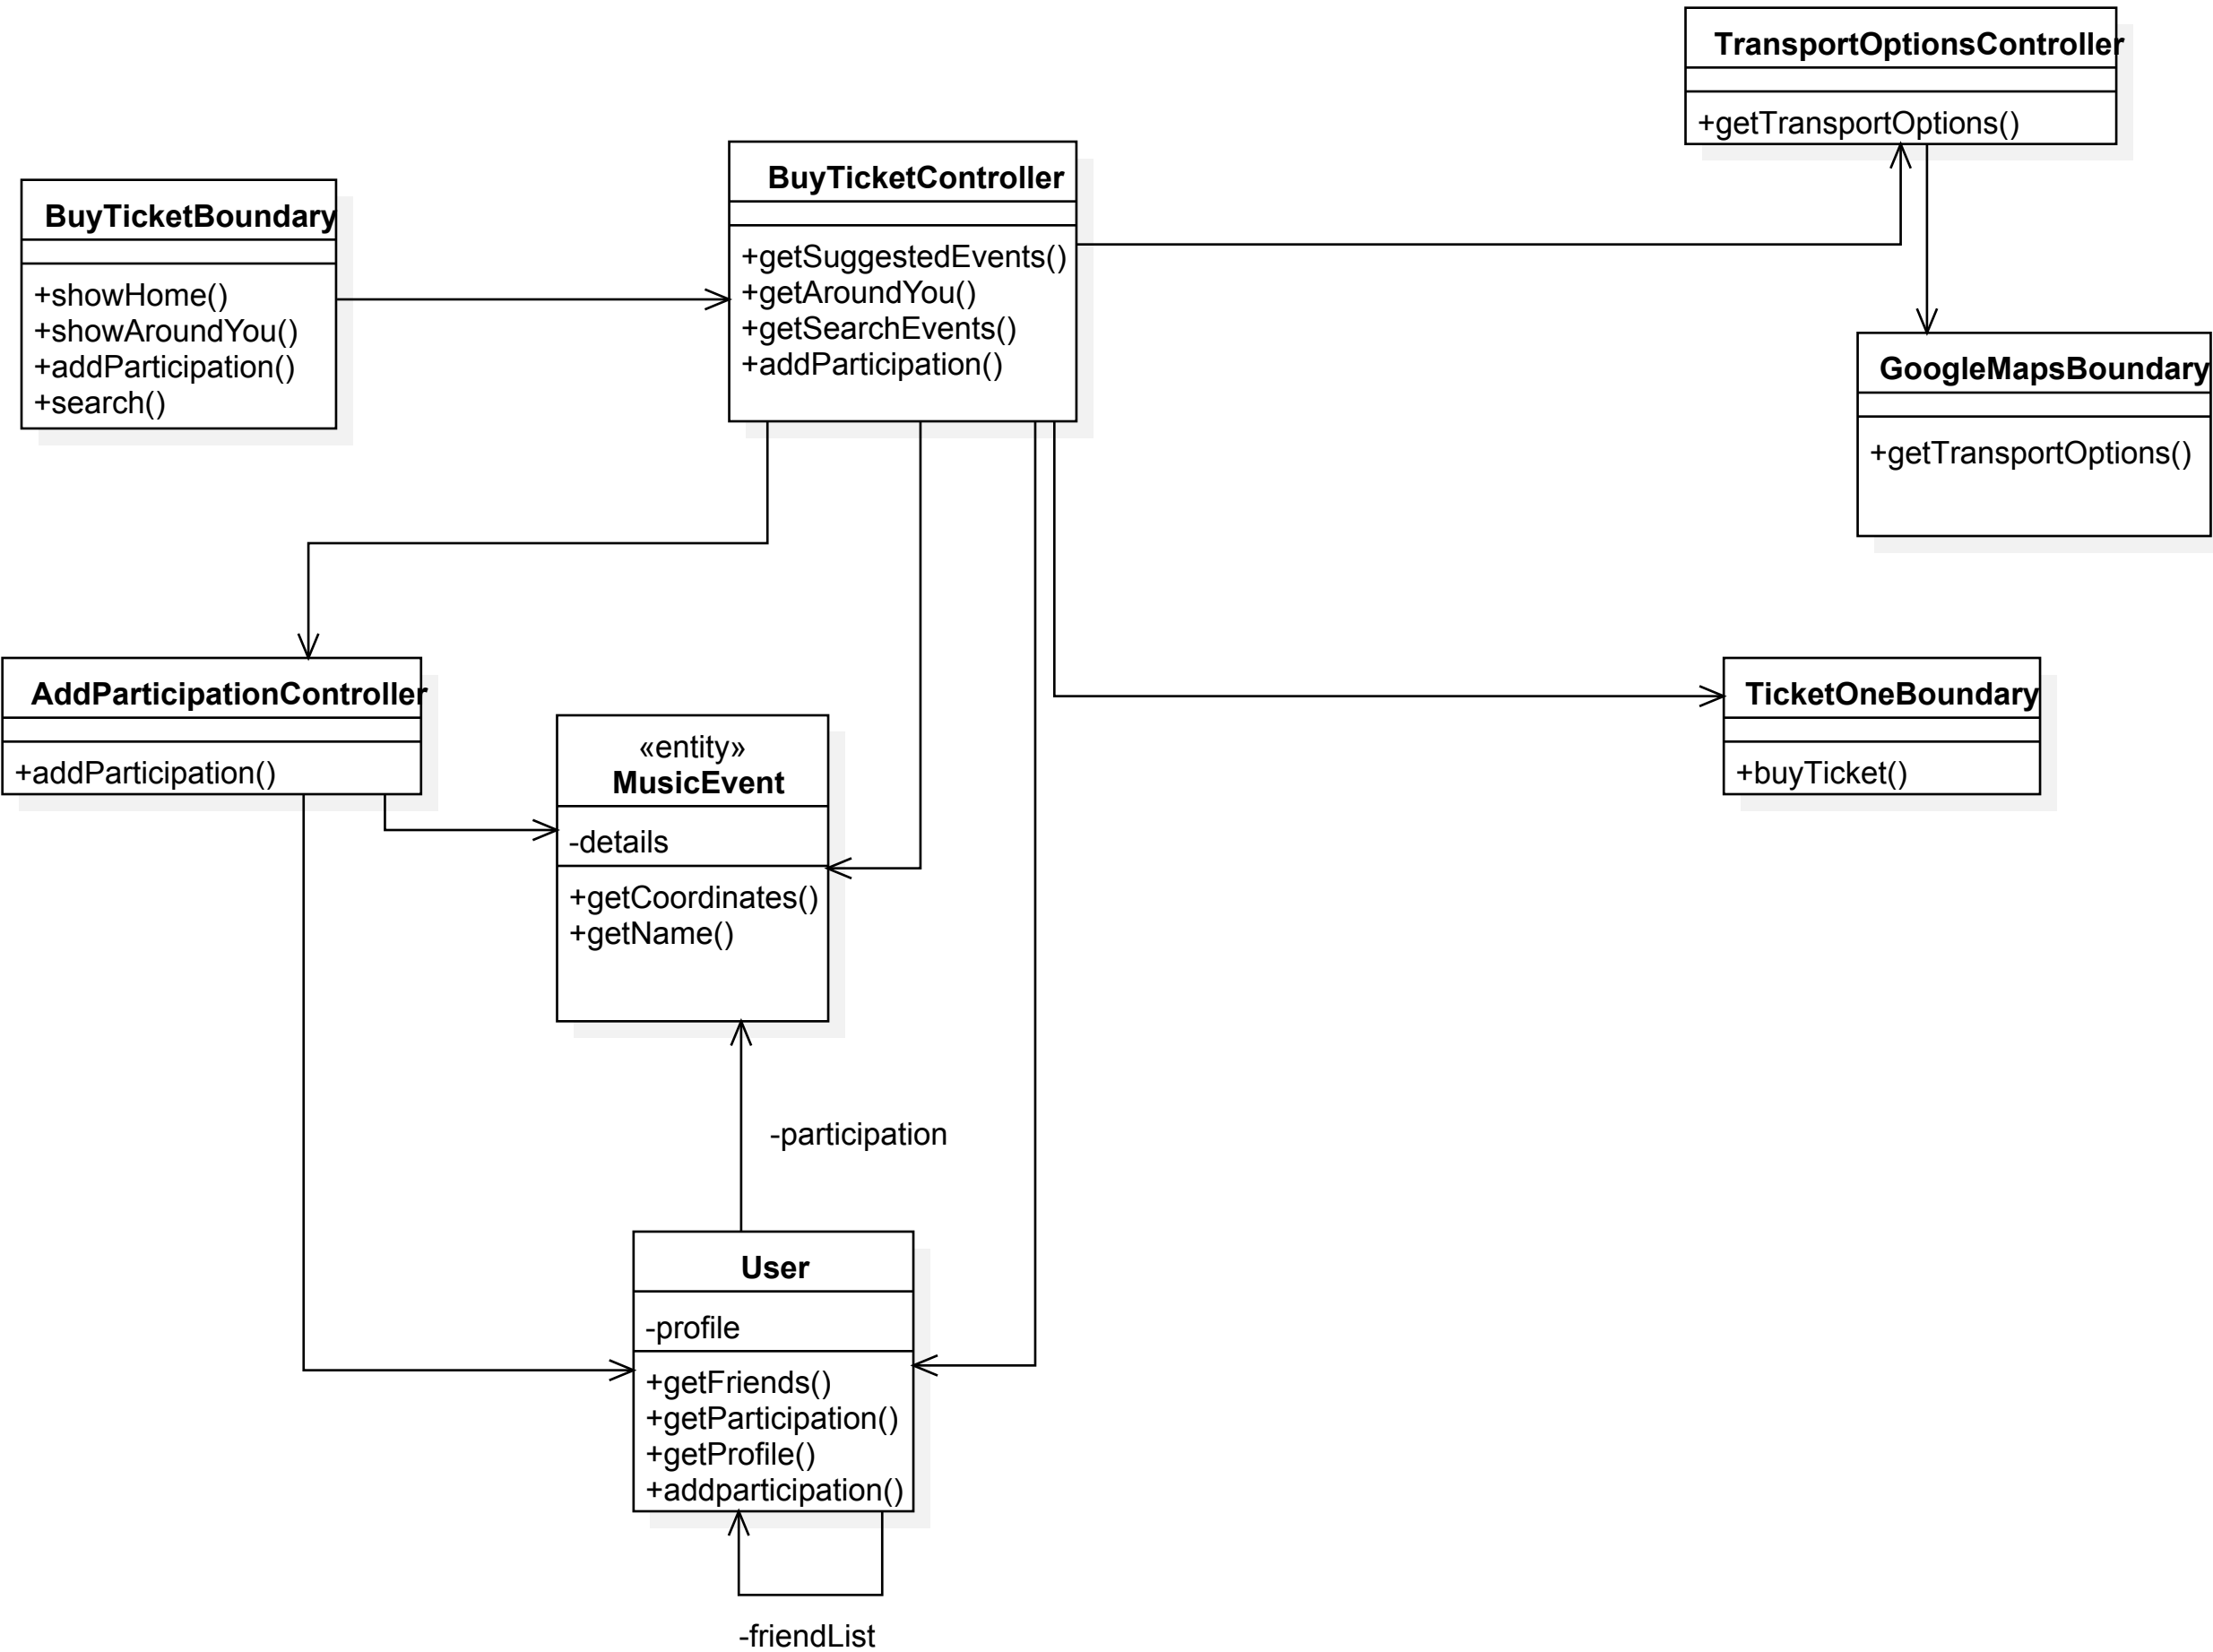 TransportOptionsController
+getTransportOptions()
BuyTicketController
+getSuggestedEvents()
+getAroundYou()
+getSearchEvents()
+addParticipation()
BuyTicketBoundary
+showHome()
+showAroundYou()
+addParticipation()
+search()
GoogleMapsBoundary
+getTransportOptions()
AddParticipationController
+addParticipation()
«entity»
MusicEvent
-details
+getCoordinates()
+getName()
TicketOneBoundary
+buyTicket()
-participation
User
-profile
+getFriends()
+getParticipation()
+getProfile()
+addparticipation()
-friendList